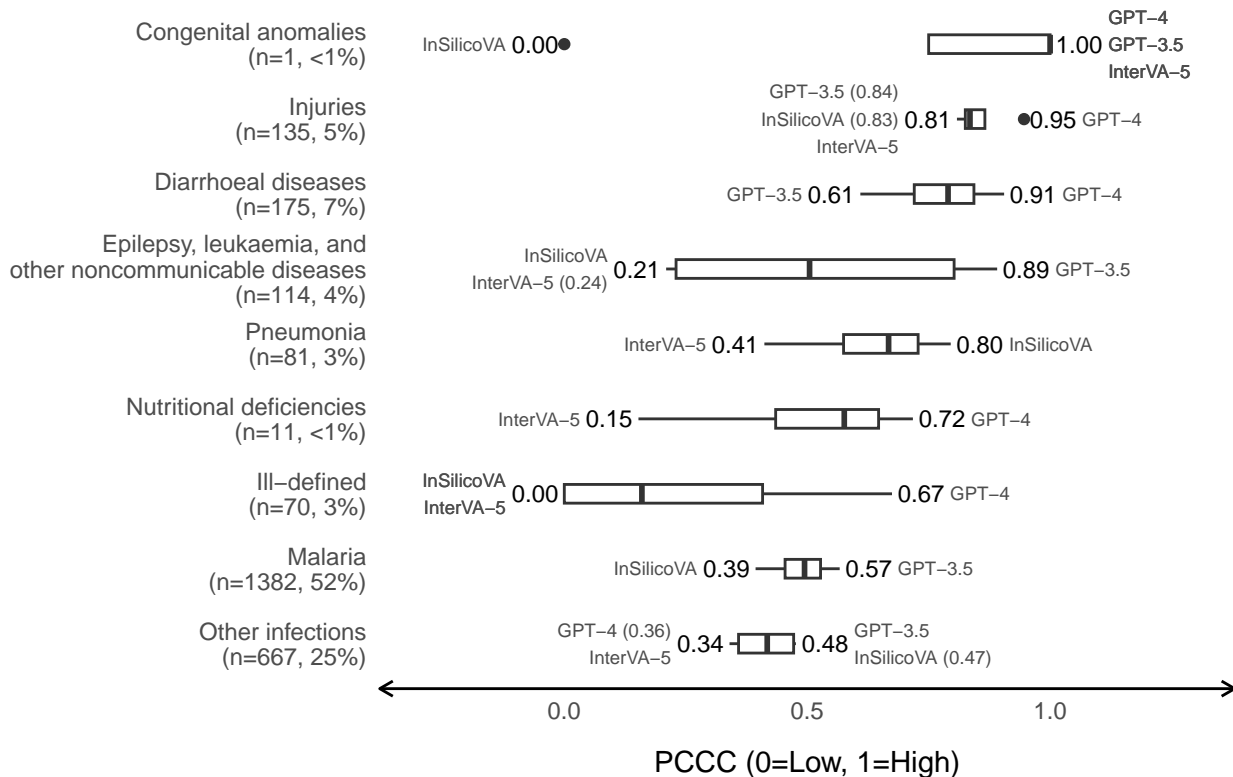 Congenital anomalies
(n=1, <1%)
InSilicoVA 0.00
1.00
GPT−4
GPT−3.5
InterVA−5
Injuries
(n=135, 5%)
GPT−3.5 (0.84)
InSilicoVA (0.83)
InterVA−5
0.81
0.95 GPT−4
Diarrhoeal diseases
(n=175, 7%)
GPT−3.5 0.61
0.91 GPT−4
Epilepsy, leukaemia, and
other noncommunicable diseases
(n=114, 4%)
InSilicoVA
InterVA−5 (0.24)
0.21
0.89 GPT−3.5
Pneumonia
(n=81, 3%)
InterVA−5 0.41
0.80 InSilicoVA
Nutritional deficiencies
(n=11, <1%)
InterVA−5 0.15
0.72 GPT−4
Ill−defined
(n=70, 3%)
InSilicoVA
InterVA−5
0.00
0.67 GPT−4
Malaria
(n=1382, 52%)
InSilicoVA 0.39
0.57 GPT−3.5
Other infections
(n=667, 25%)
GPT−4 (0.36)
InterVA−5
0.34
0.48
GPT−3.5
InSilicoVA (0.47)
0.0 0.5 1.0
PCCC (0=Low, 1=High)